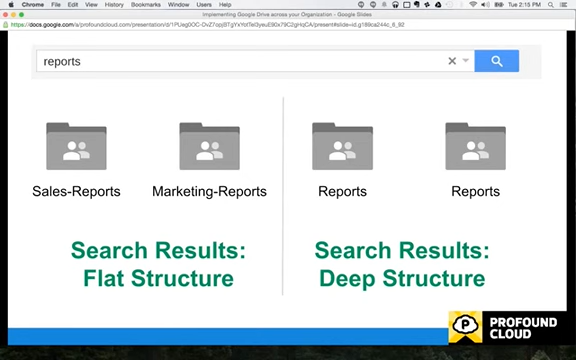 Chrome File Edit View History Bookmarks Window Users Help
Tue 2:15 PM
Implementing Google Drive across your Organization - Google Slides
reports
Sales-Reports Marketing-Reports Reports Reports
Search Results:
Flat Structure
Search Results:
Deep Structure
P
PROFOUND
CLOUD